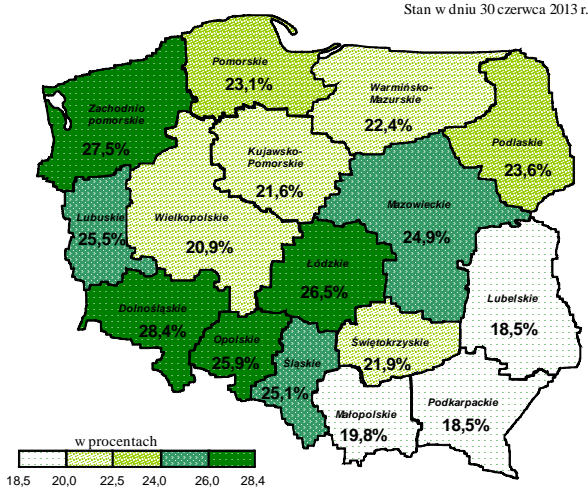 Stan w dniu 30 czerwca 2013 r.
Pomorskie
23,1%
Warmińsko-
Mazurskie
22,4%
Zachodnio
pomorskie
27,5%
Podlaskie
23,6%
Kujawsko-
Pomorskie
21,6%
Lubuskie
25,5%
Wielkopolskie
20,9%
Mazowieckie
24,9%
Łódzkie
26,5%
Lubelskie
18,5%
Dolnośląskie
28,4%
Opolskie
25,9%
Śląskie
25,1%
Świętokrzyskie
21,9%
Małopolskie
19,8%
Podkarpackie
18,5%
w procentach
18,5 20,0 22,5 24,0 26,0 28,4